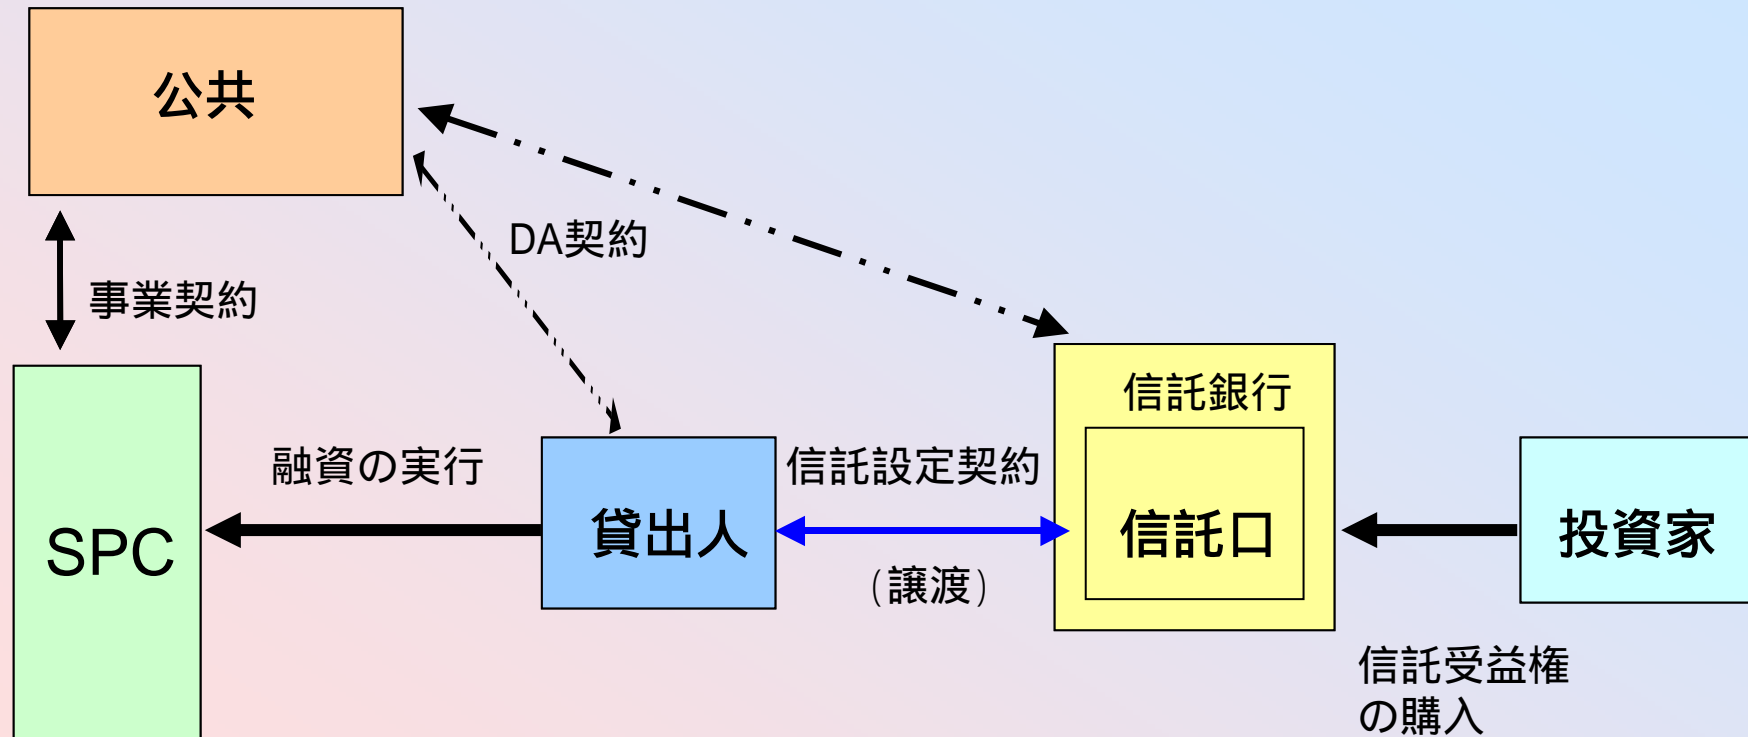 公共
DA契約
事業契約
信託銀行
融資の実行
信託設定契約
SPC
貸出人
信託口
投資家
(譲渡)
信託受益権
の購入